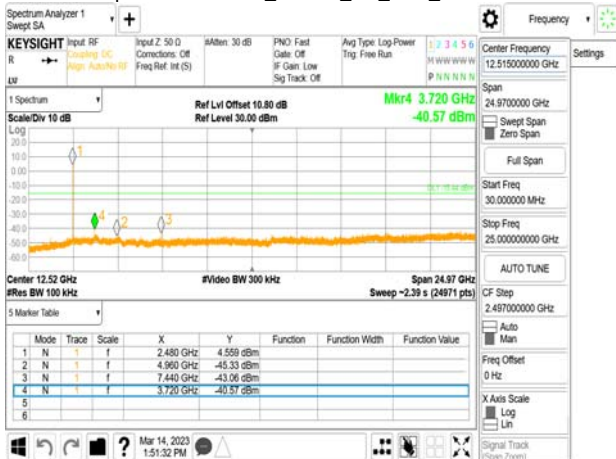 Spectrum Analyzer 1
Swept SA
+
Frequency
KEYSIGHT
R
Input: RF
Coupling: DC
Align: Auto/No RF
Input Z: 50 Ω
Corrections: Off
Freq Ref: Int (S)
#Atten: 30 dB
PNO: Fast
Gate: Off
IF Gain: Low
Sig Track: Off
Avg Type: Log-Power
Trig: Free Run
1 2 3 4 5 6
M W W W W W
P N N N N N
Center Frequency
12.515000000 GHz
Settings
Span
24.9700000 GHz
Swept Span
Zero Span
Full Span
Start Freq
30.000000 MHz
Stop Freq
25.000000000 GHz
AUTO TUNE
CF Step
2.497000000 GHz
Auto
Man
Freq Offset
0 Hz
X Axis Scale
Log
Lin
Signal Track
(Span Zoom)
1 Spectrum
Scale/Div 10 dB
Ref Lvl Offset 10.80 dB
Ref Level 30.00 dBm
Mkr4 3.720 GHz
-40.57 dBm
Log
20.0
10.0
0.00
-10.0
-20.0
-30.0
-40.0
-50.0
-60.0
1
4
2
3
Center 12.52 GHz
#Res BW 100 kHz
#Video BW 300 kHz
Span 24.97 GHz
Sweep ~2.39 s (24971 pts)
5 Marker Table
Mode Trace Scale X Y Function Function Width Function Value
1 N 1 f 2.480 GHz 4.559 dBm
2 N 1 f 4.960 GHz -45.33 dBm
3 N 1 f 7.440 GHz -43.06 dBm
4 N 1 f 3.720 GHz -40.57 dBm
5
6
?
Mar 14, 2023
1:51:32 PM